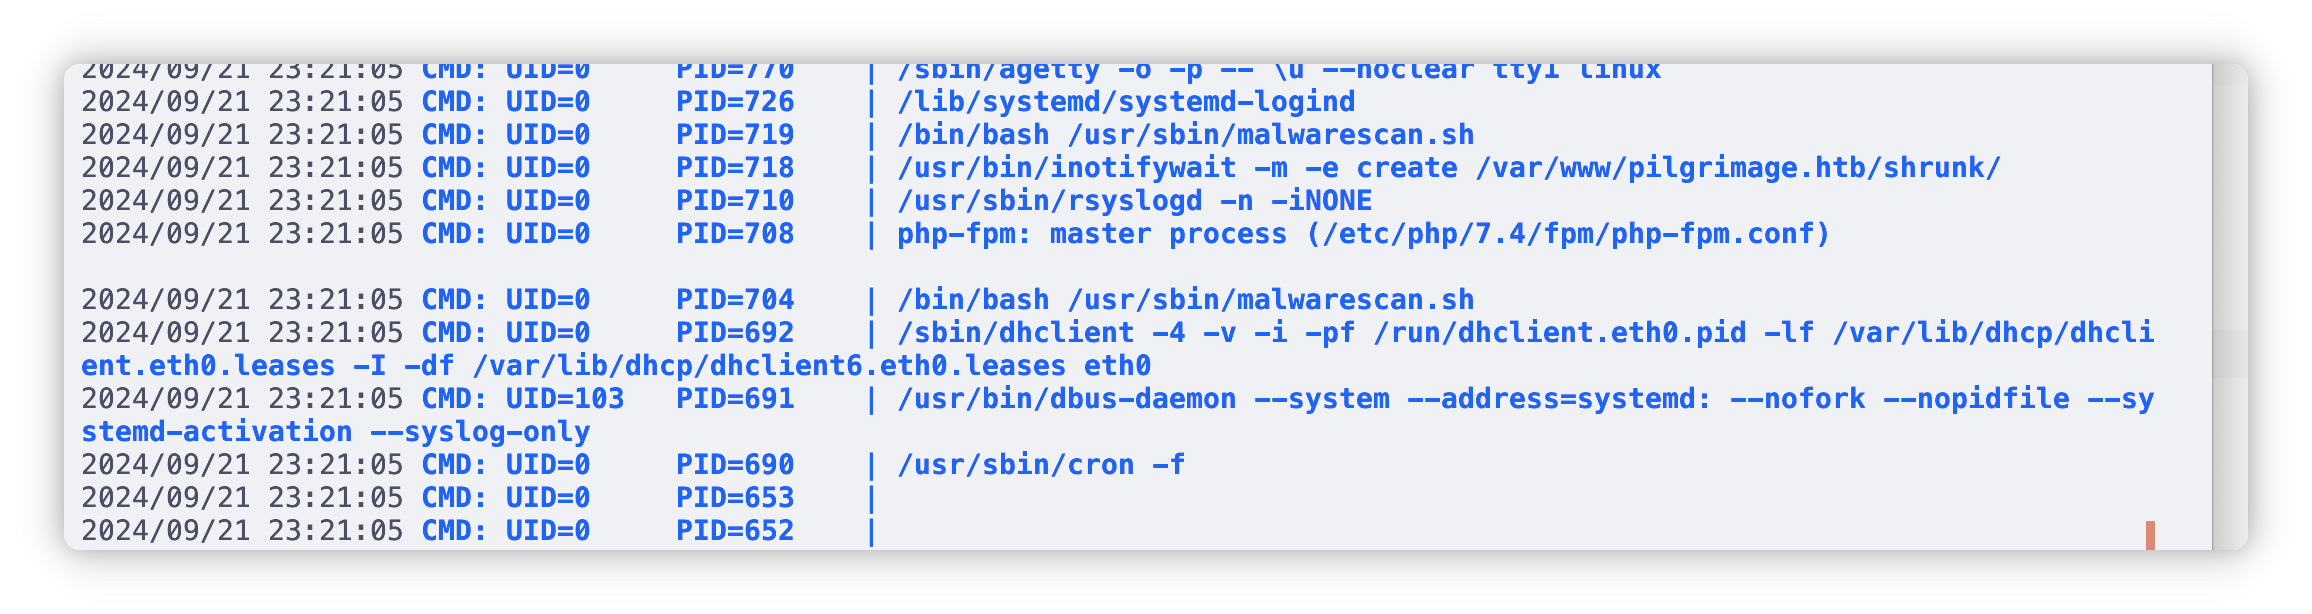 2024/09/21 23:21:05 CMD: UID=0     PID=770    | /sbin/agetty -o -p -- \u --noclear tty1 linux
2024/09/21 23:21:05 CMD: UID=0     PID=726    | /lib/systemd/systemd-logind
2024/09/21 23:21:05 CMD: UID=0     PID=719    | /bin/bash /usr/sbin/malwarescan.sh
2024/09/21 23:21:05 CMD: UID=0     PID=718    | /usr/bin/inotifywait -m -e create /var/www/pilgrimage.htb/shrunk/
2024/09/21 23:21:05 CMD: UID=0     PID=710    | /usr/sbin/rsyslogd -n -iNONE
2024/09/21 23:21:05 CMD: UID=0     PID=708    | php-fpm: master process (/etc/php/7.4/fpm/php-fpm.conf)
2024/09/21 23:21:05 CMD: UID=0     PID=704    | /bin/bash /usr/sbin/malwarescan.sh
2024/09/21 23:21:05 CMD: UID=0     PID=692    | /sbin/dhclient -4 -v -i -pf /run/dhclient.eth0.pid -lf /var/lib/dhcp/dhcli
ent.eth0.leases -I -df /var/lib/dhcp/dhclient6.eth0.leases eth0
2024/09/21 23:21:05 CMD: UID=103   PID=691    | /usr/bin/dbus-daemon --system --address=systemd: --nofork --nopidfile --sy
stemd-activation --syslog-only
2024/09/21 23:21:05 CMD: UID=0     PID=690    | /usr/sbin/cron -f
2024/09/21 23:21:05 CMD: UID=0     PID=653    |
2024/09/21 23:21:05 CMD: UID=0     PID=652    |